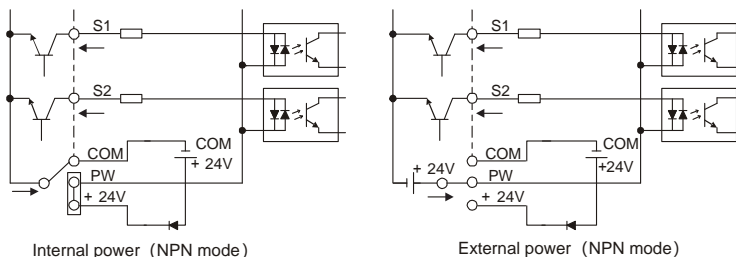 S1
S2
COM
COM
+ 24V
PW
+ 24V
Internal power (NPN mode)
S1
S2
COM
COM
+ 24V
+24V
PW
+ 24V
External power (NPN mode)